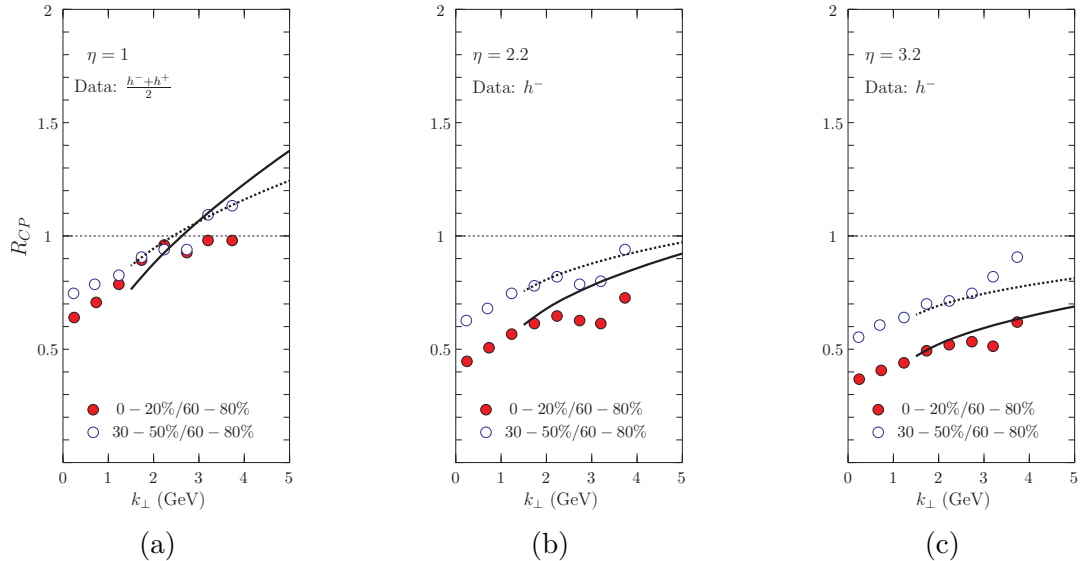 2
η = 1
Data: h⁻+h⁺/2
1.5
R_CP
1
0.5
0 − 20%/60 − 80%
30 − 50%/60 − 80%
0 1 2 3 4 5
k⊥ (GeV)
(a)
2
η = 2.2
Data: h⁻
1.5
1
0.5
0 − 20%/60 − 80%
30 − 50%/60 − 80%
0 1 2 3 4 5
k⊥ (GeV)
(b)
2
η = 3.2
Data: h⁻
1.5
1
0.5
0 − 20%/60 − 80%
30 − 50%/60 − 80%
0 1 2 3 4 5
k⊥ (GeV)
(c)